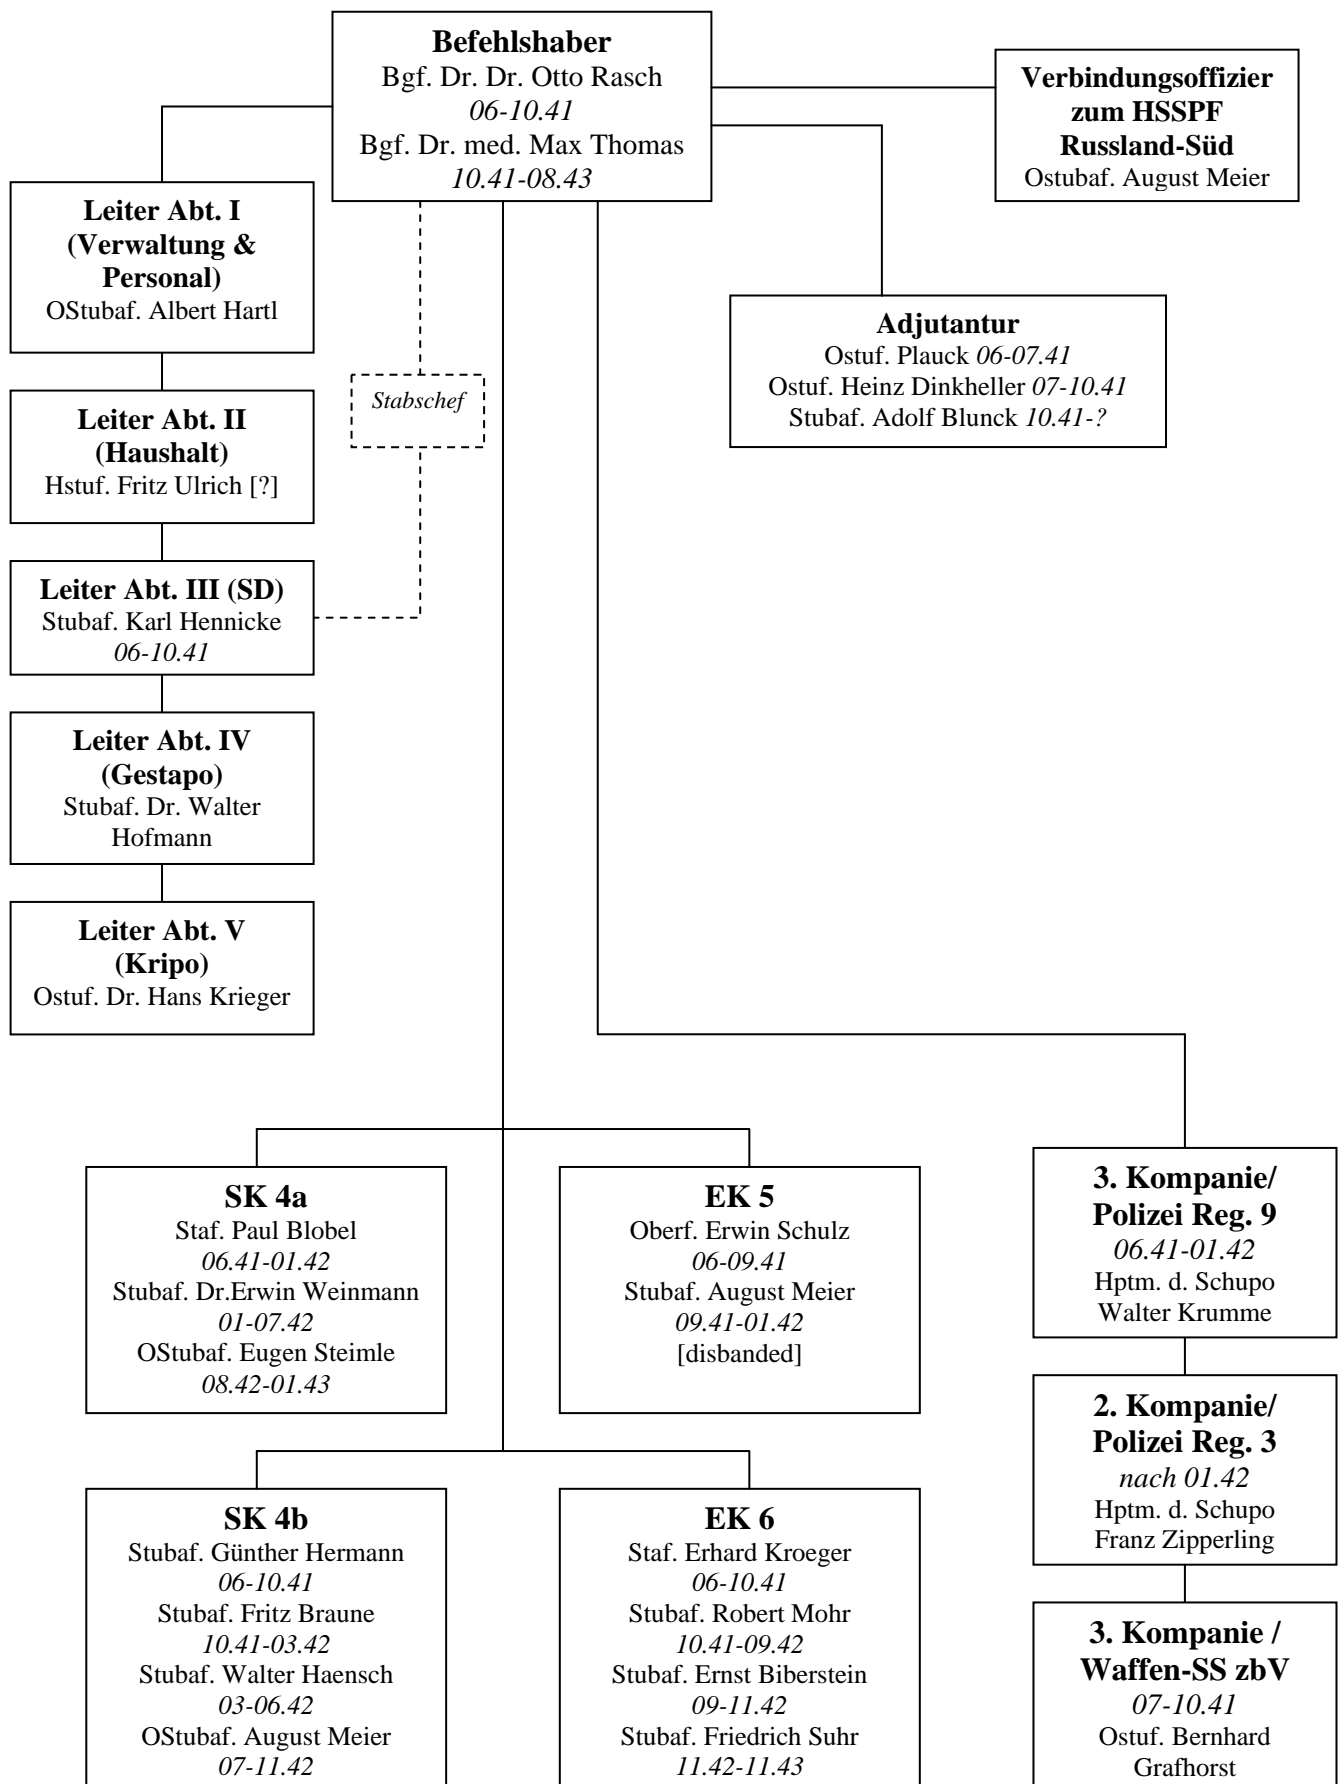 Befehlshaber
Bgf. Dr. Dr. Otto Rasch
06-10.41
Bgf. Dr. med. Max Thomas
10.41-08.43
Verbindungsoffizier
zum HSSPF
Russland-Süd
Ostubaf. August Meier
Leiter Abt. I
(Verwaltung &
Personal)
OStubaf. Albert Hartl
Adjutantur
Ostuf. Plauck 06-07.41
Ostuf. Heinz Dinkheller 07-10.41
Stubaf. Adolf Blunck 10.41-?
Stabschef
Leiter Abt. II
(Haushalt)
Hstuf. Fritz Ulrich [?]
Leiter Abt. III (SD)
Stubaf. Karl Hennicke
06-10.41
Leiter Abt. IV
(Gestapo)
Stubaf. Dr. Walter
Hofmann
Leiter Abt. V
(Kripo)
Ostuf. Dr. Hans Krieger
SK 4a
Staf. Paul Blobel
06.41-01.42
Stubaf. Dr.Erwin Weinmann
01-07.42
OStubaf. Eugen Steimle
08.42-01.43
EK 5
Oberf. Erwin Schulz
06-09.41
Stubaf. August Meier
09.41-01.42
[disbanded]
3. Kompanie/
Polizei Reg. 9
06.41-01.42
Hptm. d. Schupo
Walter Krumme
2. Kompanie/
Polizei Reg. 3
nach 01.42
Hptm. d. Schupo
Franz Zipperling
SK 4b
Stubaf. Günther Hermann
06-10.41
Stubaf. Fritz Braune
10.41-03.42
Stubaf. Walter Haensch
03-06.42
OStubaf. August Meier
07-11.42
EK 6
Staf. Erhard Kroeger
06-10.41
Stubaf. Robert Mohr
10.41-09.42
Stubaf. Ernst Biberstein
09-11.42
Stubaf. Friedrich Suhr
11.42-11.43
3. Kompanie /
Waffen-SS zbV
07-10.41
Ostuf. Bernhard
Grafhorst